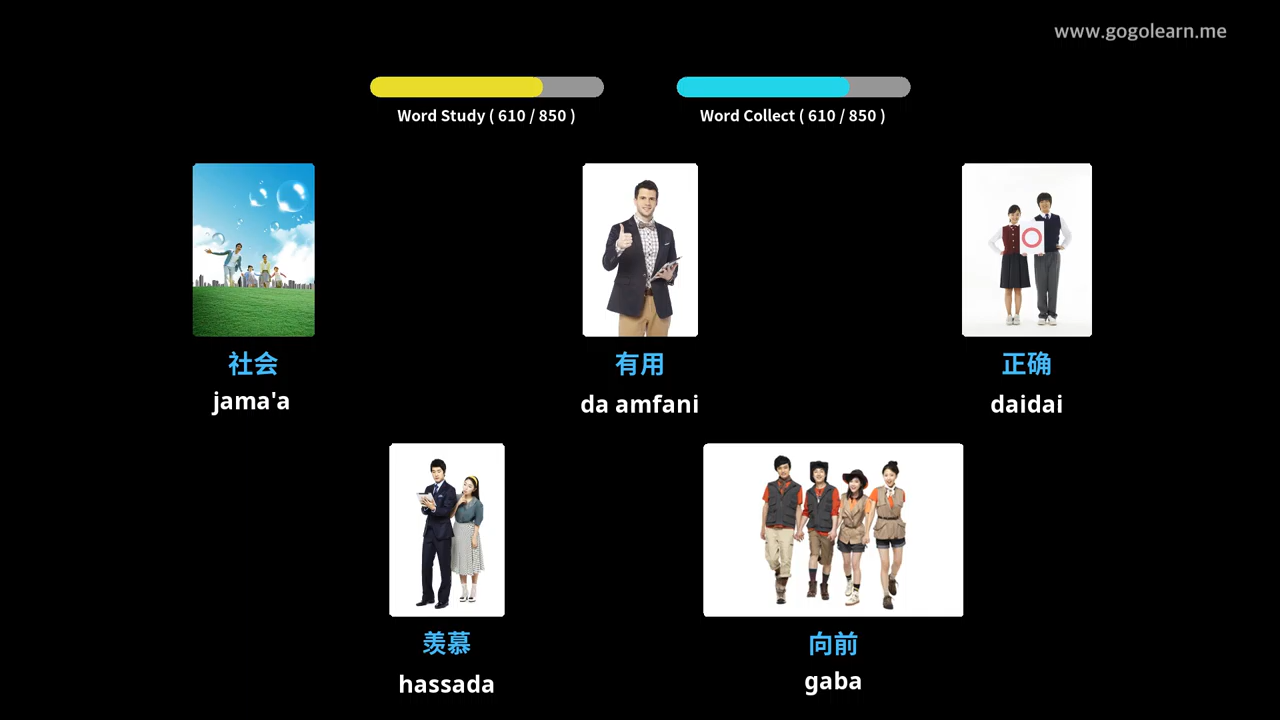 www.gogolearn.me
Word Study ( 610 / 850 )
Word Collect ( 610 / 850 )
社会
jama'a
有用
da amfani
正确
daidai
羡慕
hassada
向前
gaba